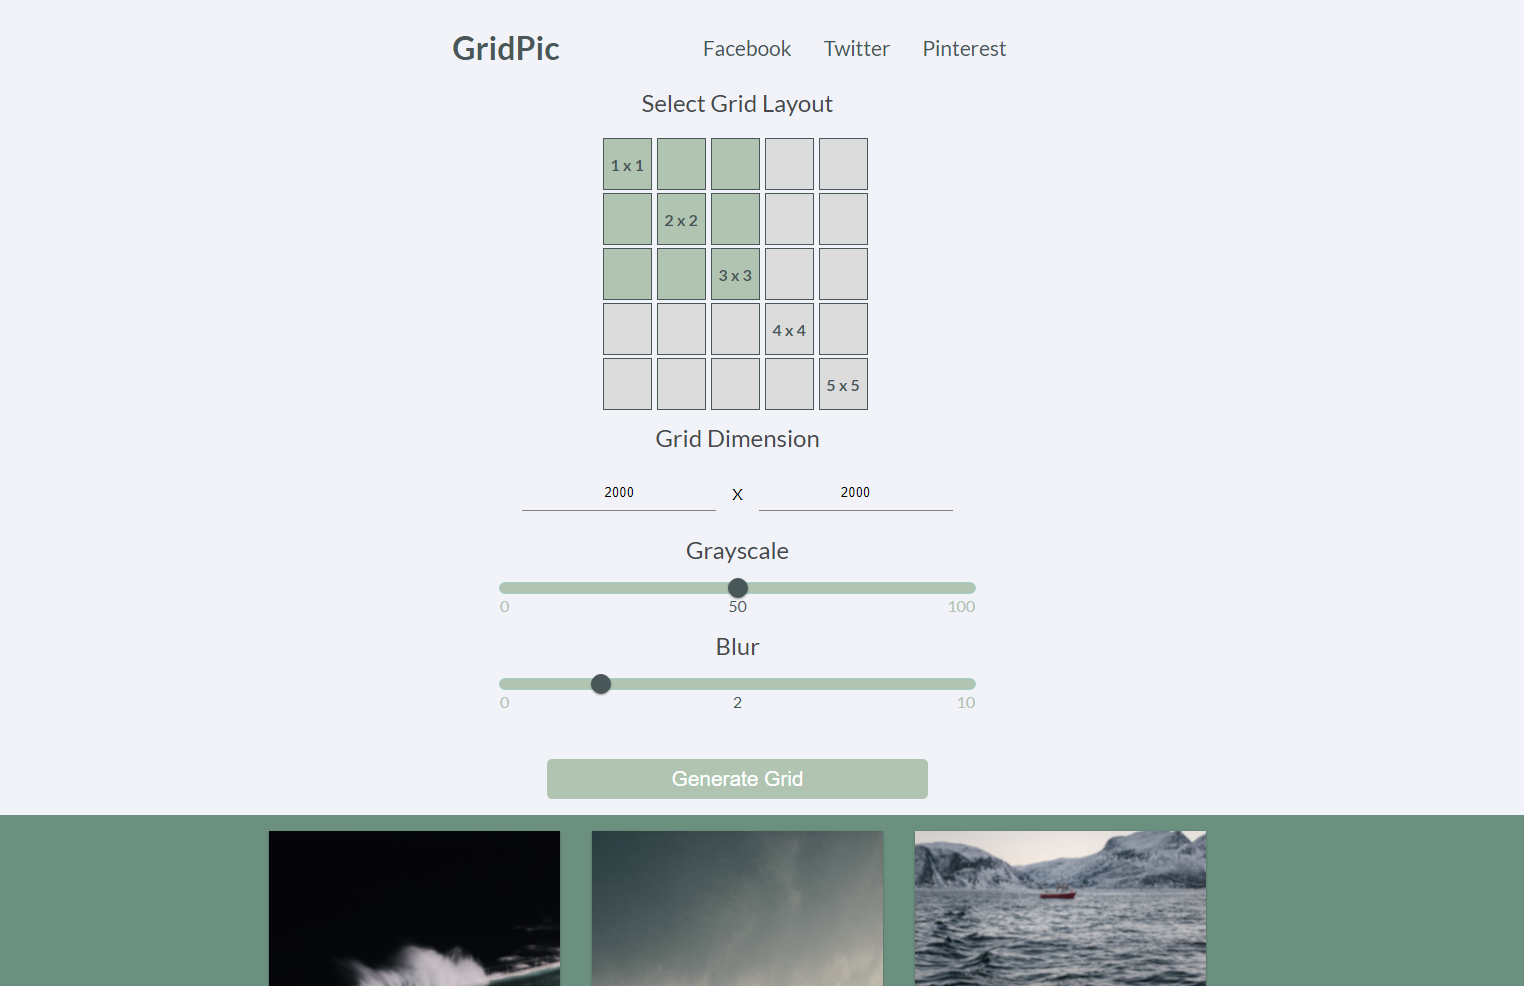 GridPic Facebook Twitter Pinterest
Select Grid Layout
1 x 1
2 x 2
3 x 3
4 x 4
5 x 5
Grid Dimension
2000 X 2000
Grayscale
0 50 100
Blur
0 2 10
Generate Grid